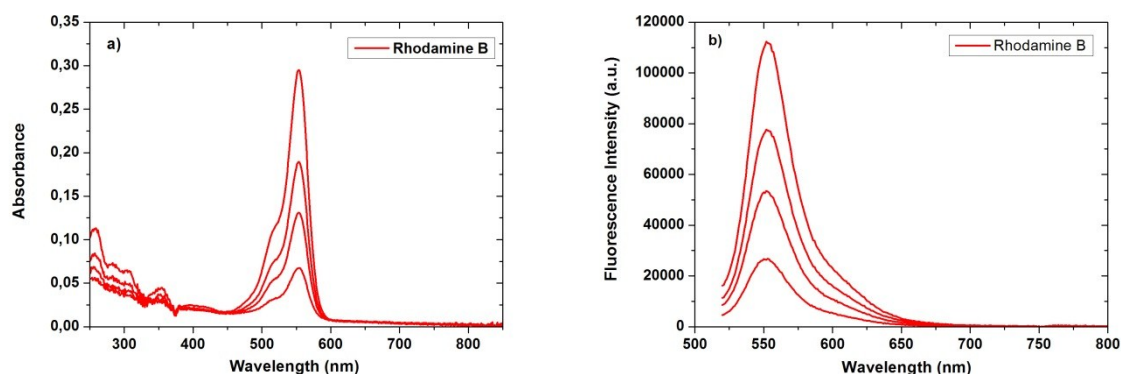 a)
Rhodamine B
Absorbance
0,35
0,30
0,25
0,20
0,15
0,10
0,05
0,00
300 400 500 600 700 800
Wavelength (nm)
b)
Rhodamine B
Fluorescence Intensity (a.u.)
120000
100000
80000
60000
40000
20000
0
500 550 600 650 700 750 800
Wavelength (nm)